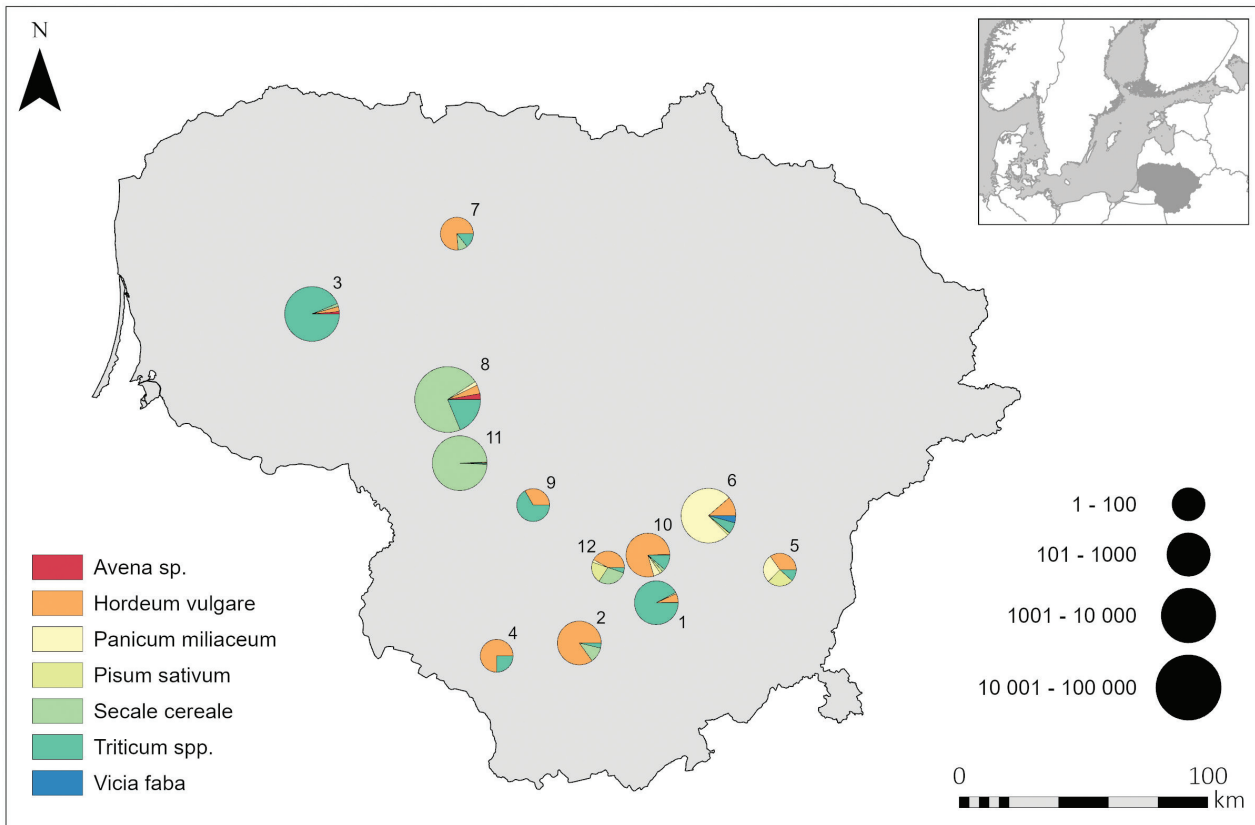 N
7
3
8
11
9
6
10
12
5
1
2
4
Avena sp.
Hordeum vulgare
Panicum miliaceum
Pisum sativum
Secale cereale
Triticum spp.
Vicia faba
1 - 100
101 - 1000
1001 - 10 000
10 001 - 100 000
0 100
km